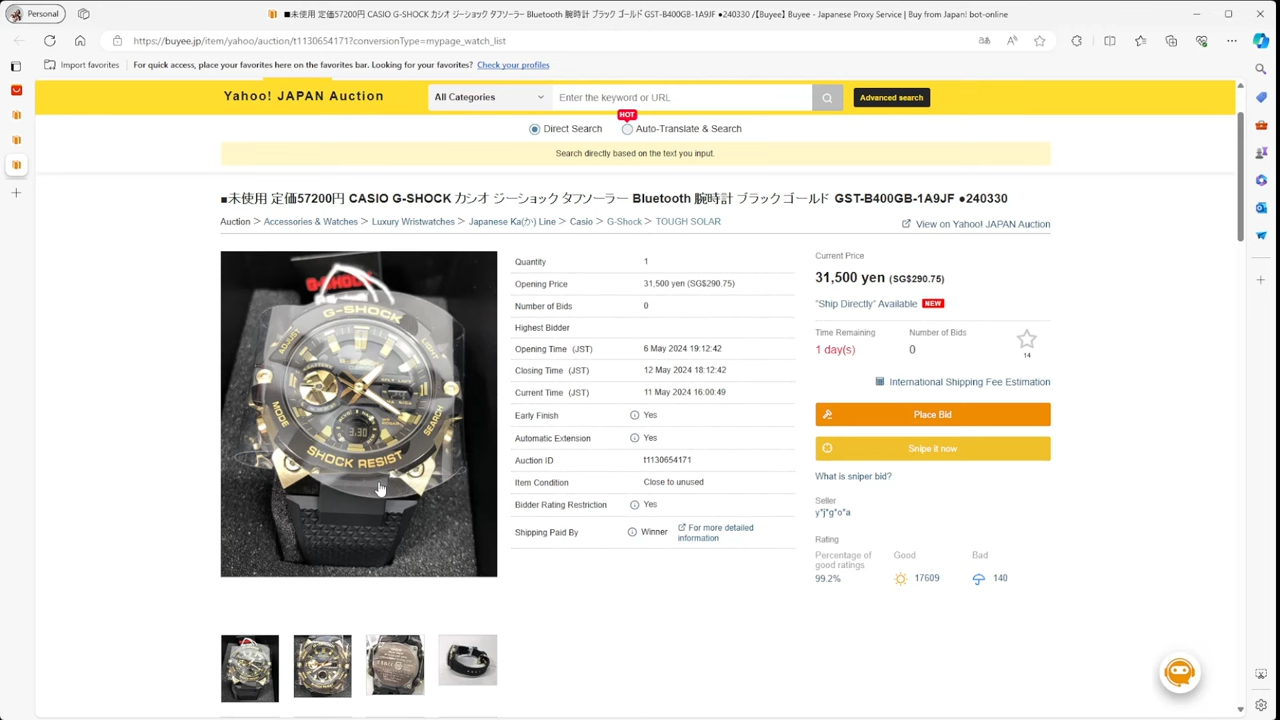 Personal
■未使用 定価57200円 CASIO G-SHOCK カシオ ジーショック タフソーラー Bluetooth 腕時計 ブラック ゴールド GST-B400GB-1A9JF ●240330 /【Buyee】 Buyee - Japanese Proxy Service | Buy from Japan! bot-online
https://buyee.jp/item/yahoo/auction/t1130654171?conversionType=mypage_watch_list
Import favorites
For quick access, place your favorites here on the favorites bar. Looking for your favorites? Check your profiles
Yahoo! JAPAN Auction
All Categories
Enter the keyword or URL
Advanced search
HOT
Direct Search
Auto-Translate & Search
Search directly based on the text you input.
■未使用 定価57200円 CASIO G-SHOCK カシオ ジーショック タフソーラー Bluetooth 腕時計 ブラック ゴールド GST-B400GB-1A9JF ●240330
Auction > Accessories & Watches > Luxury Wristwatches > Japanese Ka(か) Line > Casio > G-Shock > TOUGH SOLAR
View on Yahoo! JAPAN Auction
G-SHOCK
G-SHOCK
ADJUST
LIGHT
MODE
SEARCH
3:30
SHOCK RESIST
Quantity 1
Opening Price 31,500 yen (SG$290.75)
Number of Bids 0
Highest Bidder
Opening Time (JST) 6 May 2024 19:12:42
Closing Time (JST) 12 May 2024 18:12:42
Current Time (JST) 11 May 2024 16:00:49
Early Finish Yes
Automatic Extension Yes
Auction ID t1130654171
Item Condition Close to unused
Bidder Rating Restriction Yes
Shipping Paid By Winner For more detailed
information
Current Price
31,500 yen (SG$290.75)
"Ship Directly" Available NEW
Time Remaining Number of Bids
1 day(s) 0
14
International Shipping Fee Estimation
Place Bid
Snipe it now
What is sniper bid?
Seller
y*j*g*o*a
Rating
Percentage of Good Bad
good ratings
99.2% 17609 140